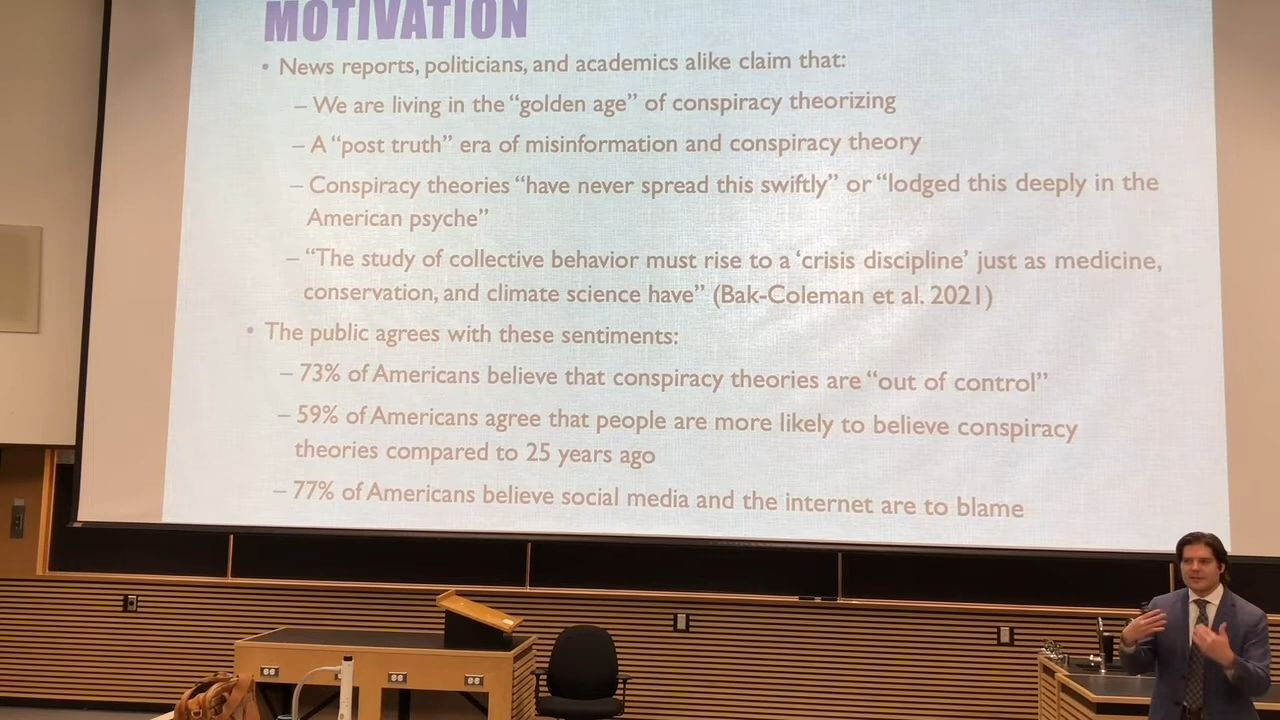 MOTIVATION
• News reports, politicians, and academics alike claim that:
– We are living in the “golden age” of conspiracy theorizing
– A “post truth” era of misinformation and conspiracy theory
– Conspiracy theories “have never spread this swiftly” or “lodged this deeply in the
American psyche”
– “The study of collective behavior must rise to a ‘crisis discipline’ just as medicine,
conservation, and climate science have” (Bak-Coleman et al. 2021)
• The public agrees with these sentiments:
– 73% of Americans believe that conspiracy theories are “out of control”
– 59% of Americans agree that people are more likely to believe conspiracy
theories compared to 25 years ago
– 77% of Americans believe social media and the internet are to blame